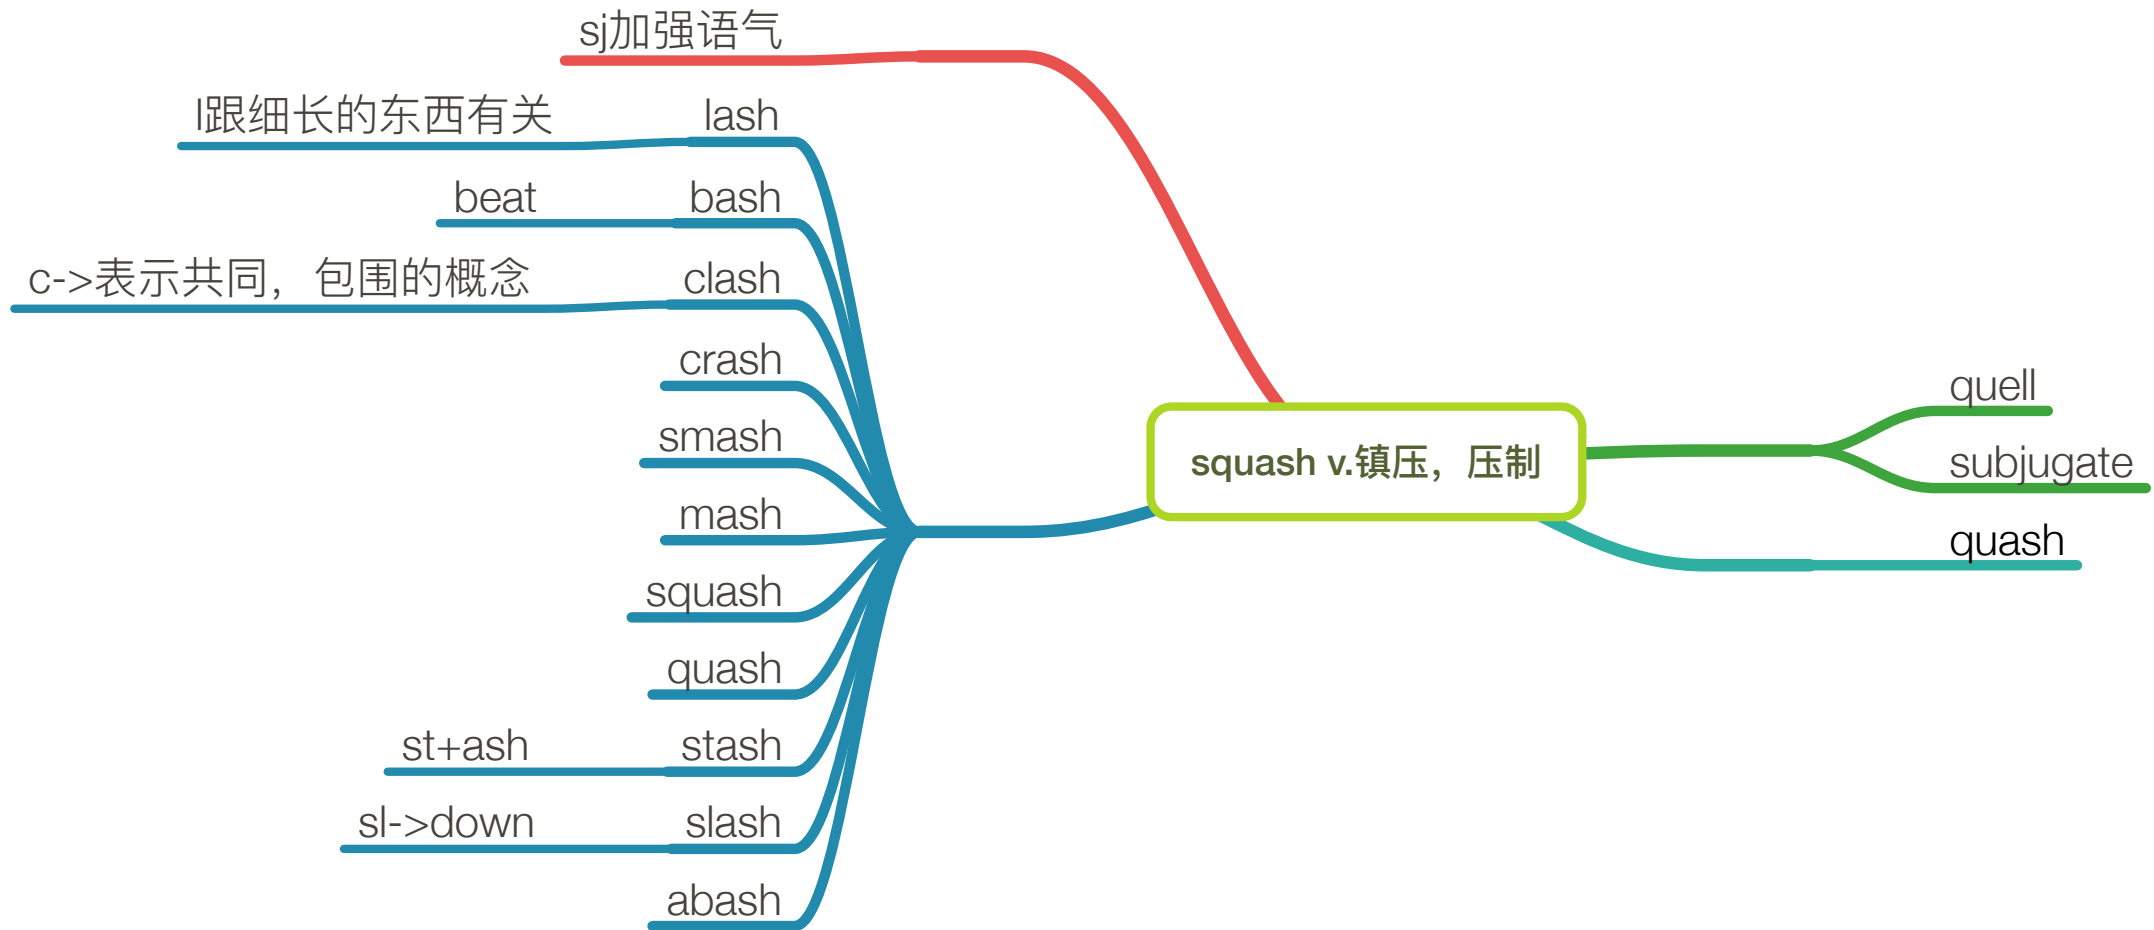 sj加强语气
l跟细长的东西有关
lash
beat
bash
c->表示共同，包围的概念
clash
crash
smash
mash
squash
quash
st+ash
stash
sl->down
slash
abash
squash v.镇压，压制
quell
subjugate
quash